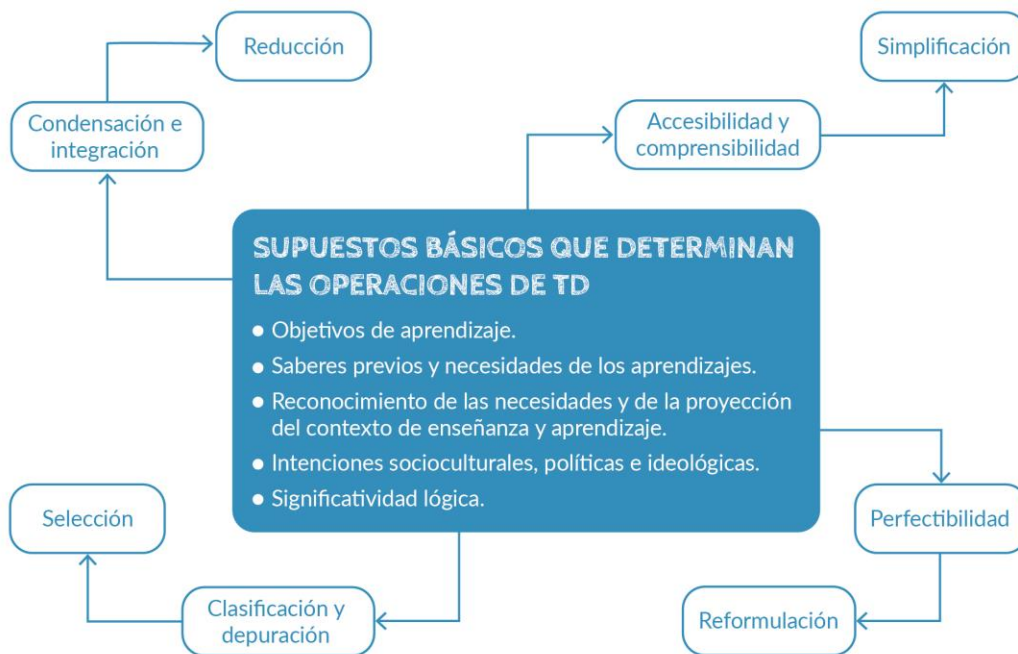 Reducción
Simplificación
Condensación e
integración
Accesibilidad y
comprensibilidad
SUPUESTOS BÁSICOS QUE DETERMINAN
LAS OPERACIONES DE TD
• Objetivos de aprendizaje.
• Saberes previos y necesidades de los aprendizajes.
• Reconocimiento de las necesidades y de la proyección
del contexto de enseñanza y aprendizaje.
• Intenciones socioculturales, políticas e ideológicas.
• Significatividad lógica.
Selección
Perfectibilidad
Clasificación y
depuración
Reformulación